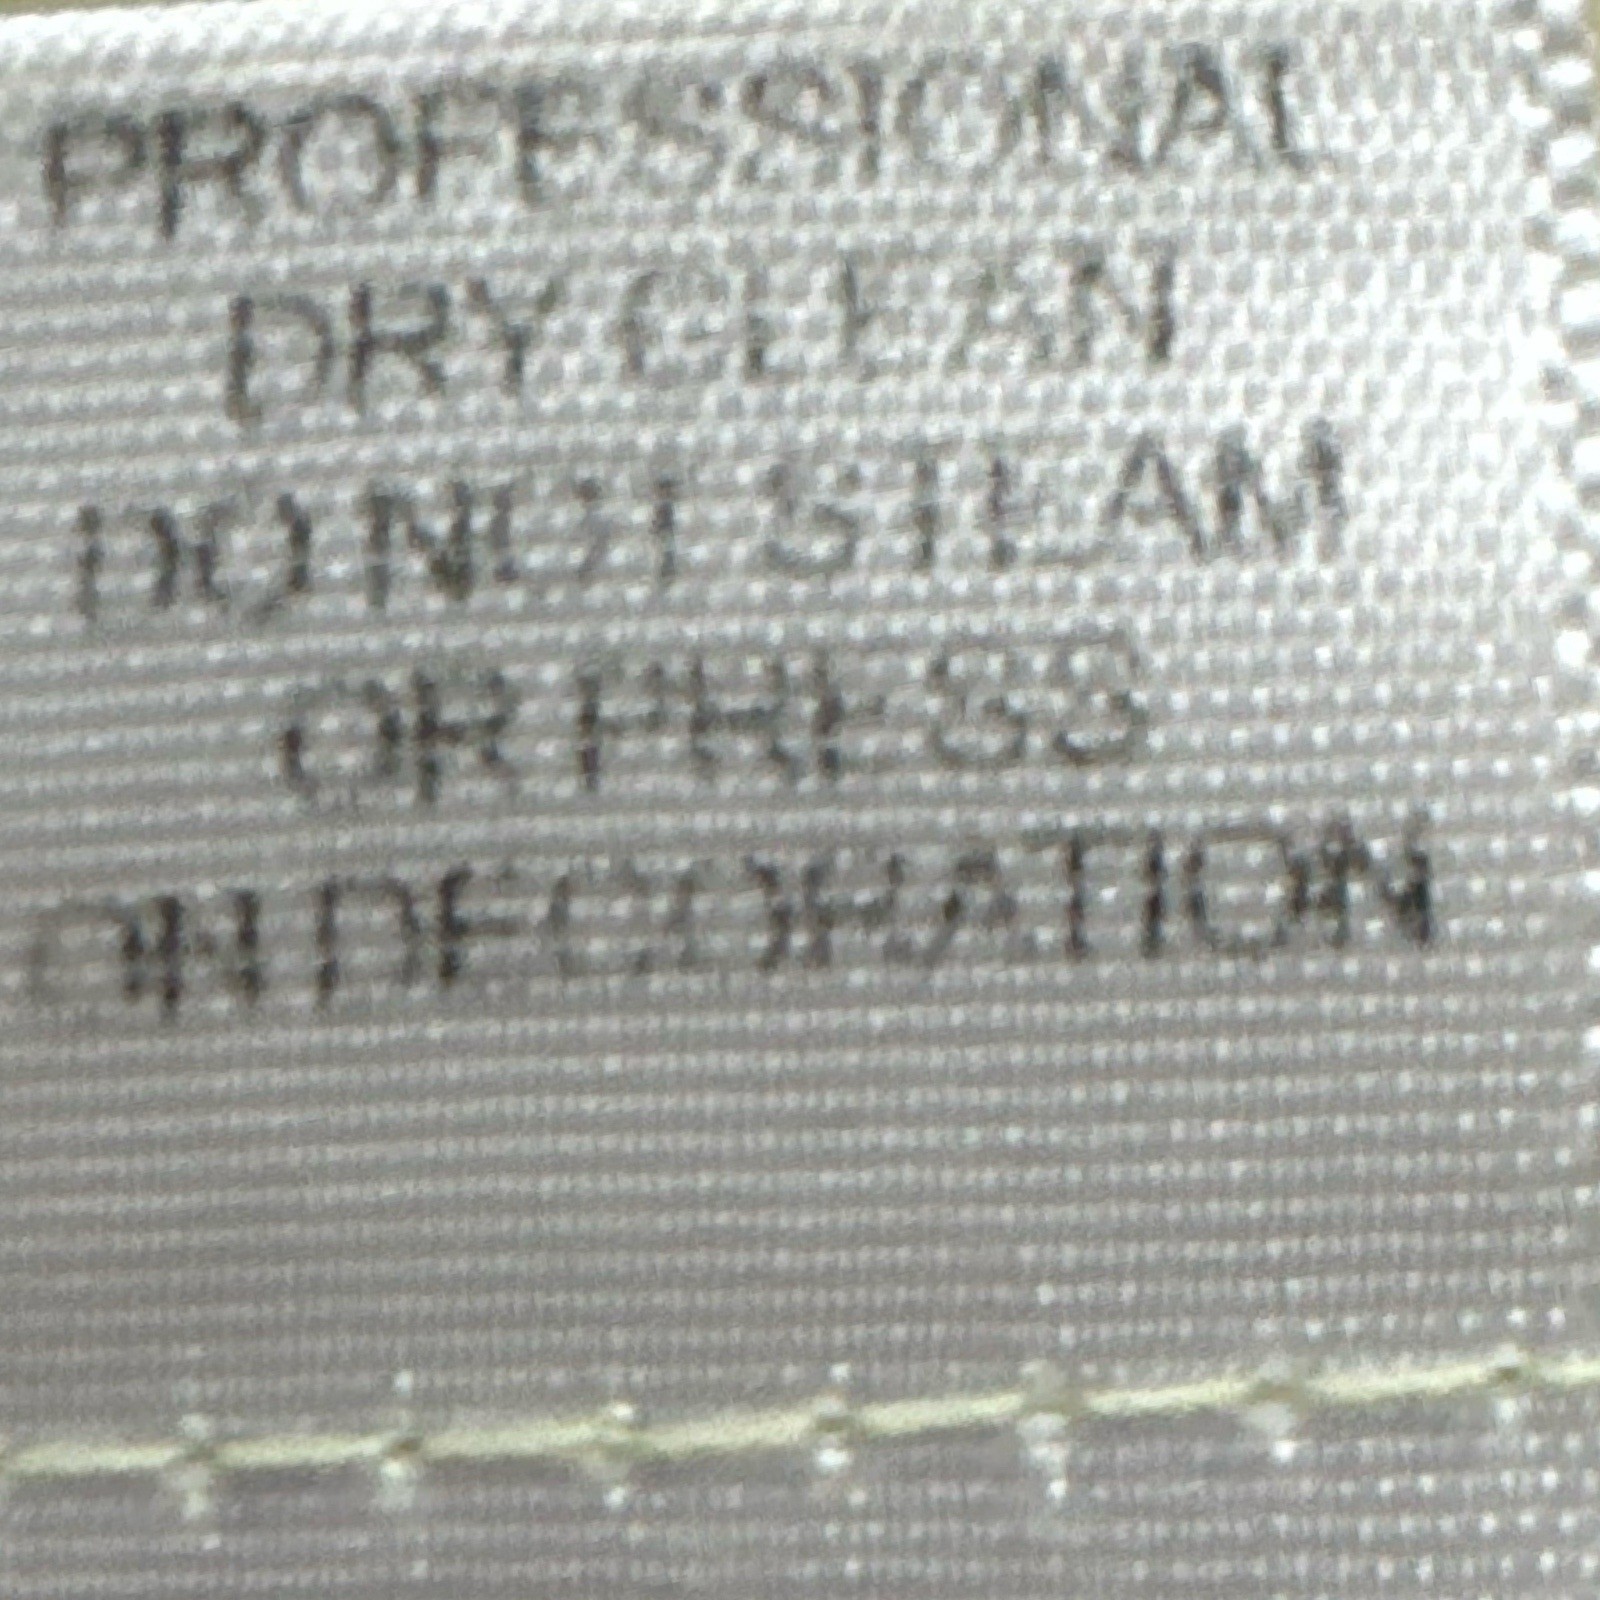 PROFESSIONAL
DRY CLEAN
DO NOT STEAM
OR PRESS
ON DECORATION